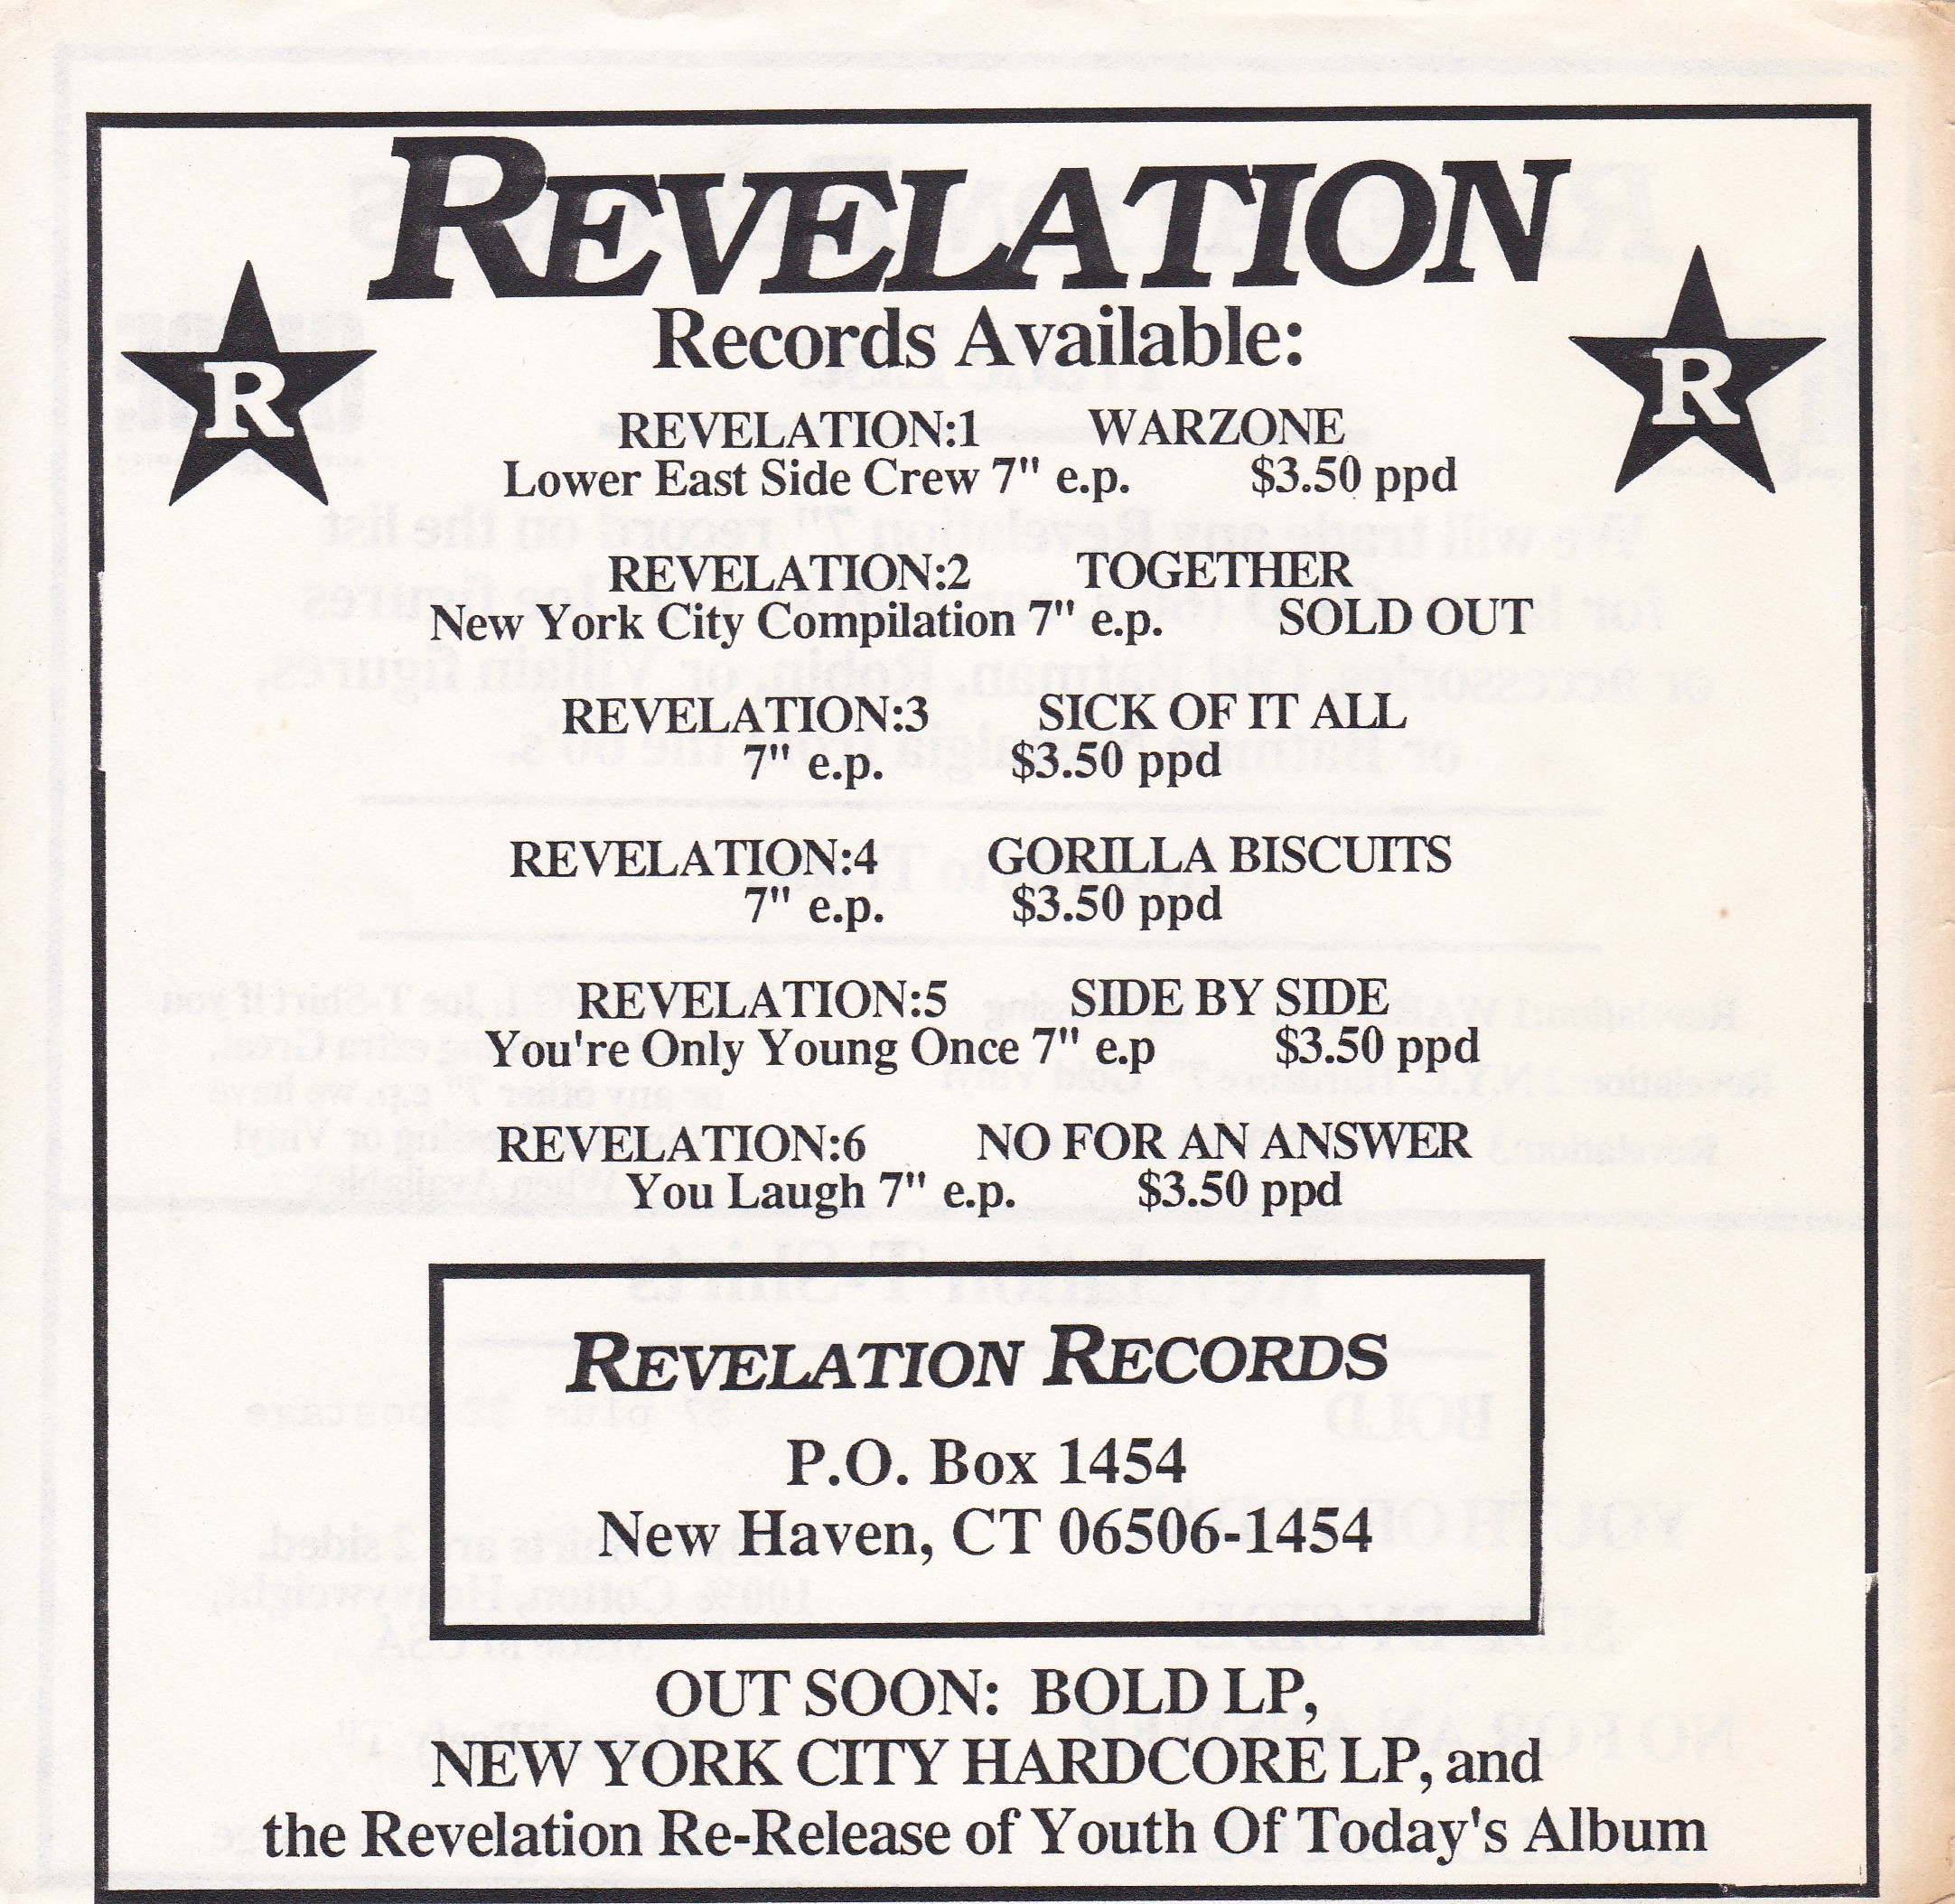 REVELATION
Records Available:
R
R
REVELATION:1 WARZONE
Lower East Side Crew 7" e.p. $3.50 ppd
REVELATION:2 TOGETHER
New York City Compilation 7" e.p. SOLD OUT
REVELATION:3 SICK OF IT ALL
7" e.p. $3.50 ppd
REVELATION:4 GORILLA BISCUITS
7" e.p. $3.50 ppd
REVELATION:5 SIDE BY SIDE
You're Only Young Once 7" e.p $3.50 ppd
REVELATION:6 NO FOR AN ANSWER
You Laugh 7" e.p. $3.50 ppd
REVELATION RECORDS
P.O. Box 1454
New Haven, CT 06506-1454
OUT SOON: BOLD LP,
NEW YORK CITY HARDCORE LP, and
the Revelation Re-Release of Youth Of Today's Album